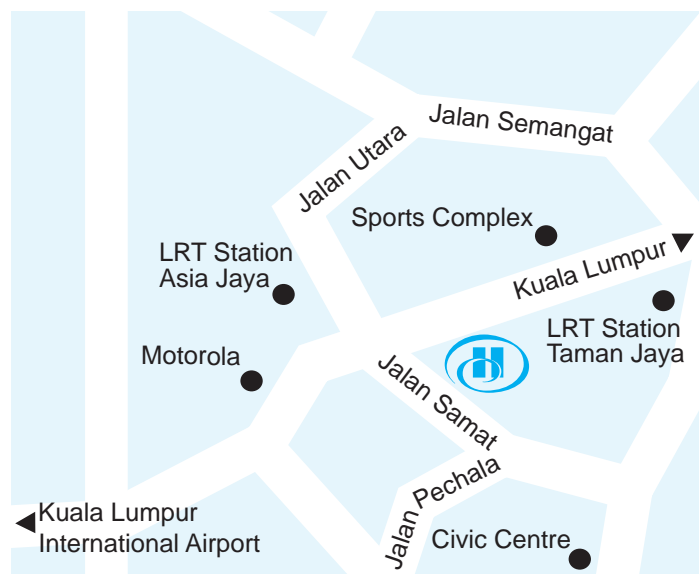 Jalan Semangat
Jalan Utara
Sports Complex
LRT Station
Asia Jaya
Kuala Lumpur
LRT Station
Taman Jaya
Motorola
Jalan Samat
Jalan Pechala
Kuala Lumpur
International Airport
Civic Centre